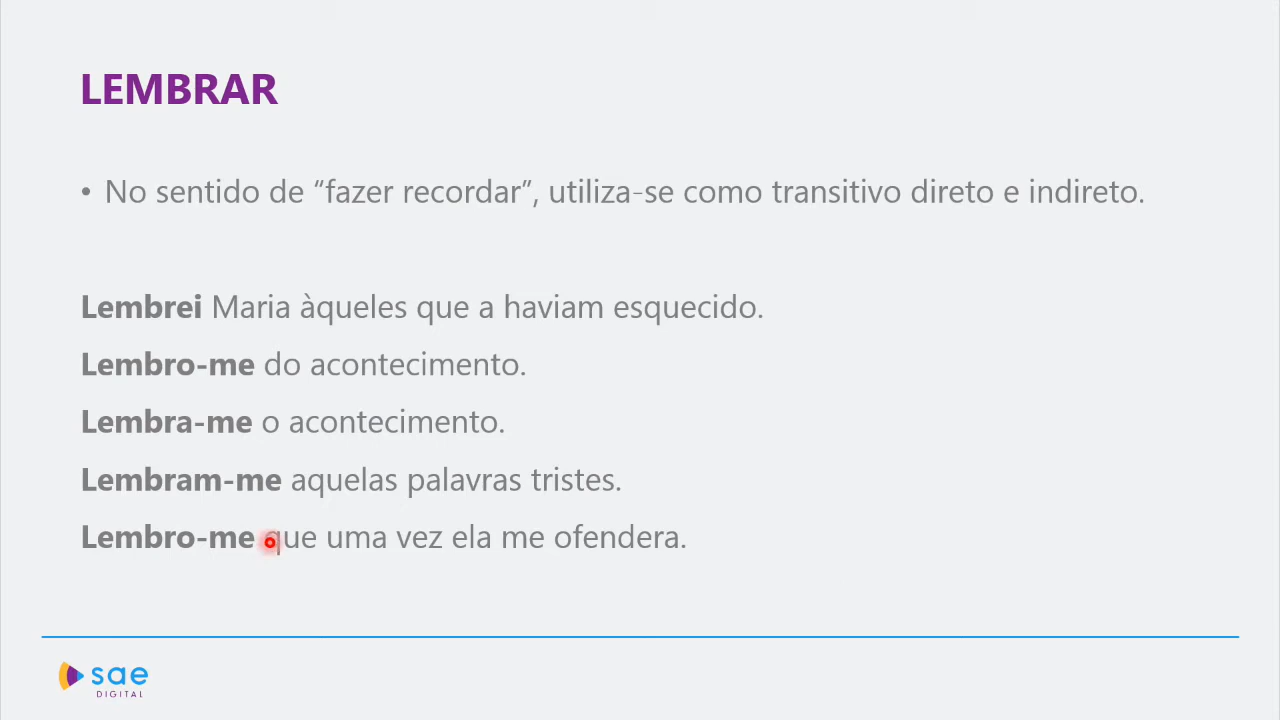 LEMBRAR
• No sentido de “fazer recordar”, utiliza-se como transitivo direto e indireto.
Lembrei Maria àqueles que a haviam esquecido.
Lembro-me do acontecimento.
Lembra-me o acontecimento.
Lembram-me aquelas palavras tristes.
Lembro-me que uma vez ela me ofendera.
sae
DIGITAL